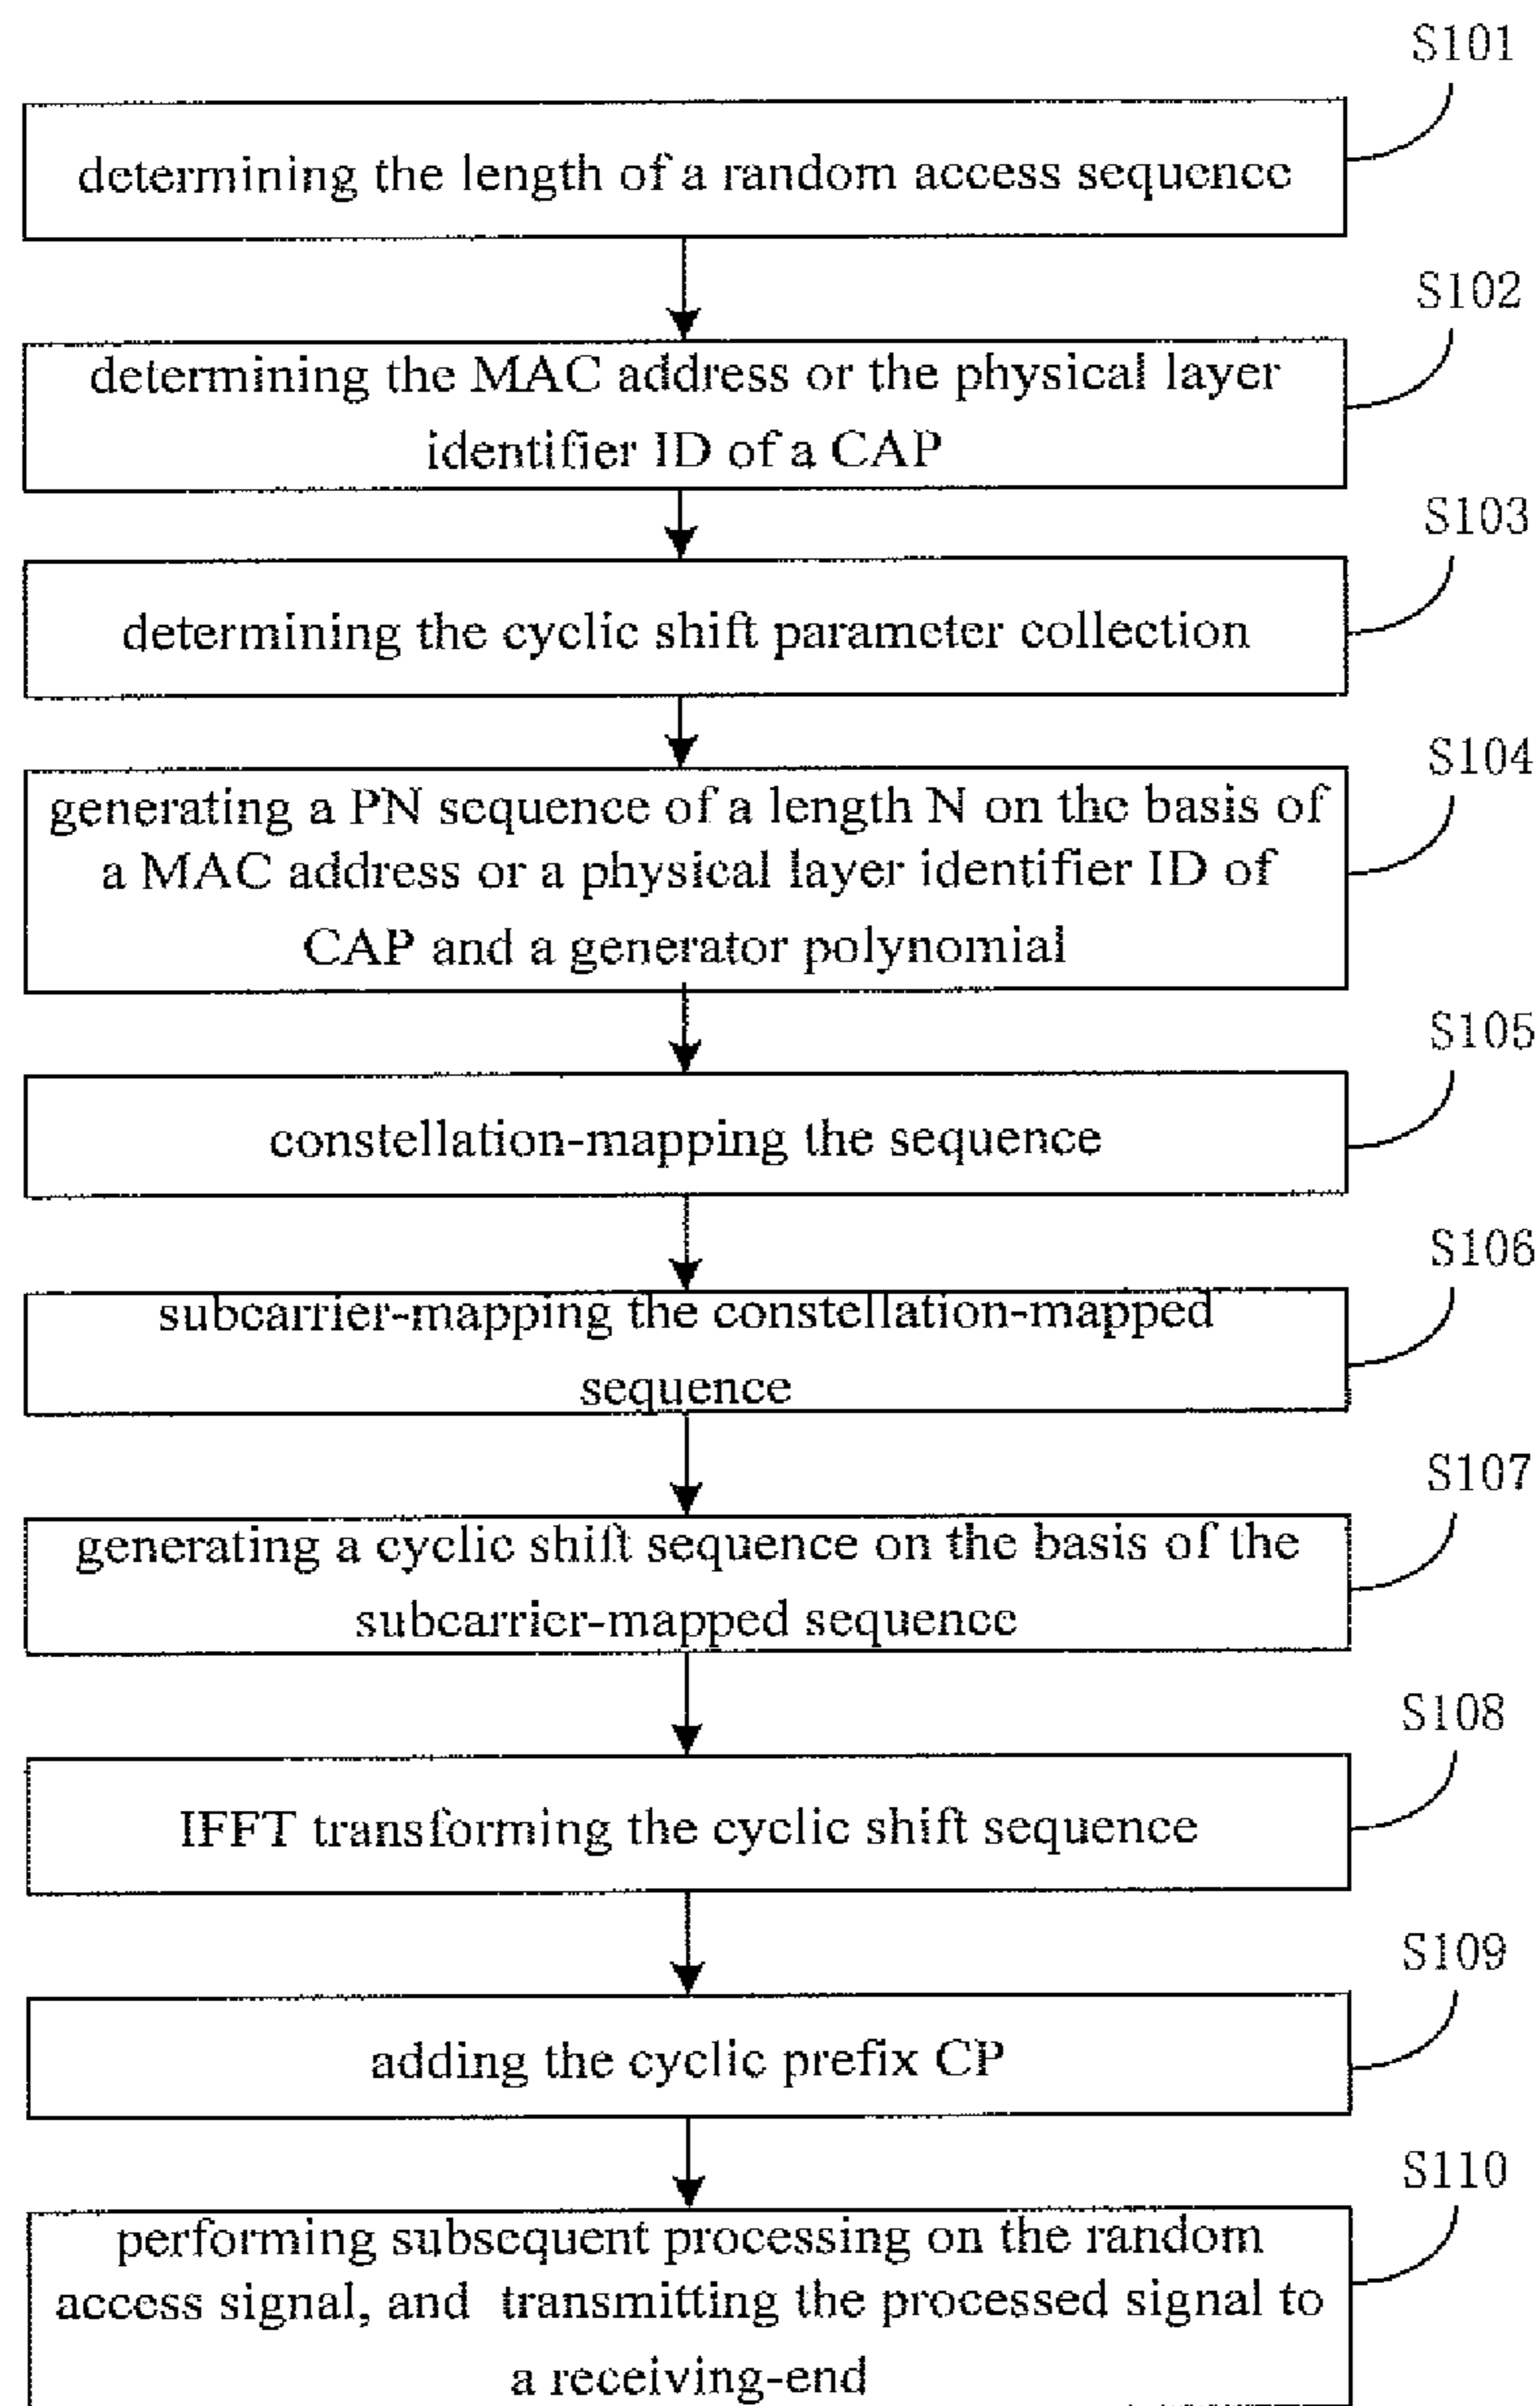 S101
determining the length of a random access sequence
S102
determining the MAC address or the physical layer
identifier ID of a CAP
S103
determining the cyclic shift parameter collection
S104
generating a PN sequence of a length N on the basis of
a MAC address or a physical layer identifier ID of
CAP and a generator polynomial
S105
constellation-mapping the sequence
S106
subcarrier-mapping the constellation-mapped
sequence
S107
generating a cyclic shift sequence on the basis of the
subcarrier-mapped sequence
S108
IFFT transforming the cyclic shift sequence
S109
adding the cyclic prefix CP
S110
performing subsequent processing on the random
access signal, and transmitting the processed signal to
a receiving-end